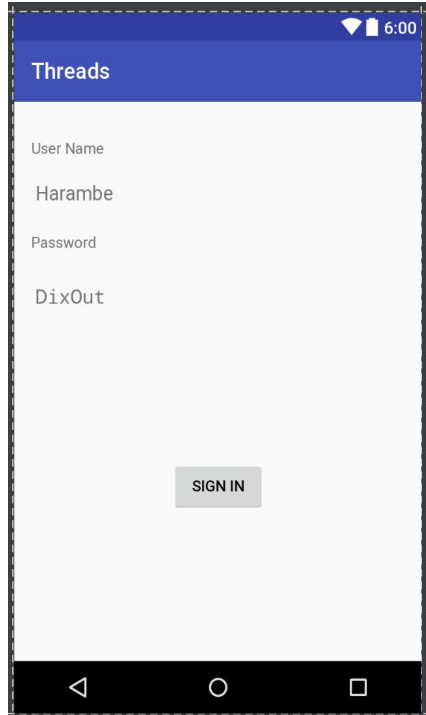 6:00
Threads
User Name
Harambe
Password
DixOut
SIGN IN